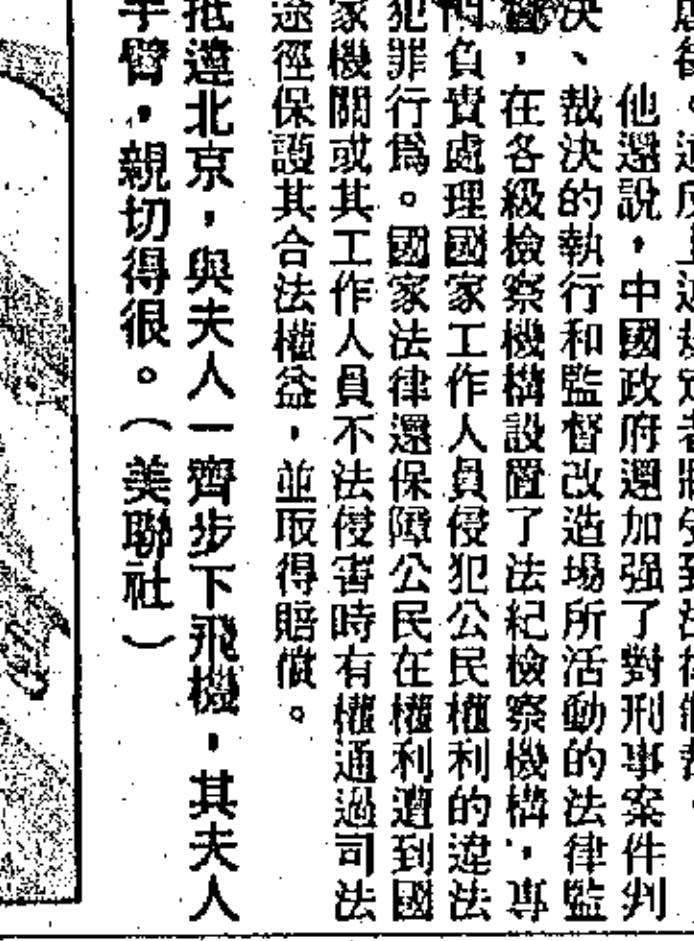 他還說，中國政府還加强了對刑事案件判
決、裁決的執行和監督改造場所活動的法律監
，在各級檢察機構設置了法紀檢察機構，專
門負責處理國家工作人員侵犯公民權利的違法
犯罪行爲。國家法律還保障公民在權利遭到國
家機關或其工作人員不法侵害時有權通過司法
途徑保護其合法權益，並取得賠償。
抵達北京，與夫人一齊步下飛機，其夫人
手臂，親切得很。（美聯社）